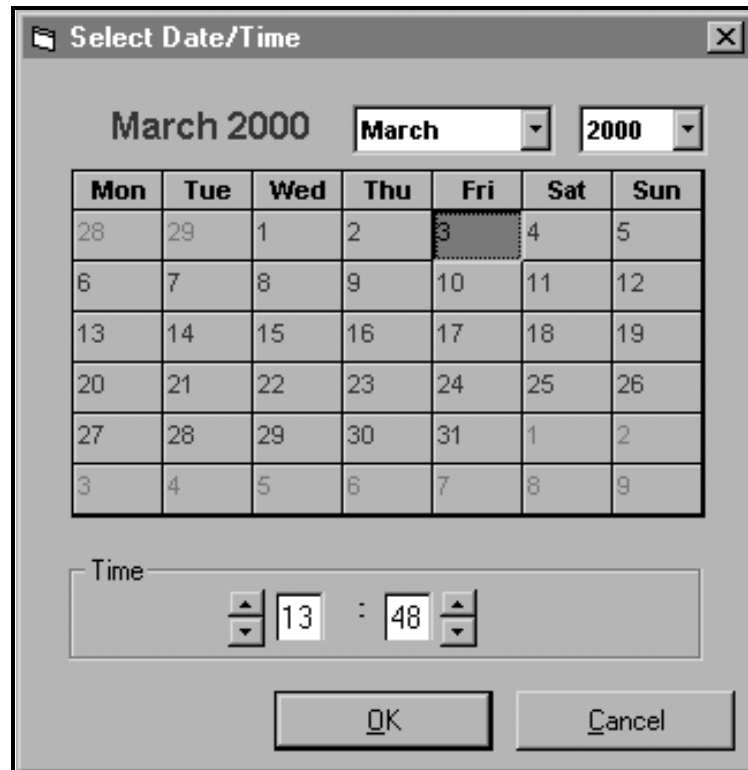 Select Date/Time
March 2000 March 2000
Mon Tue Wed Thu Fri Sat Sun
28 29 1 2 3 4 5
6 7 8 9 10 11 12
13 14 15 16 17 18 19
20 21 22 23 24 25 26
27 28 29 30 31 1 2
3 4 5 6 7 8 9
Time
13 : 48
OK Cancel